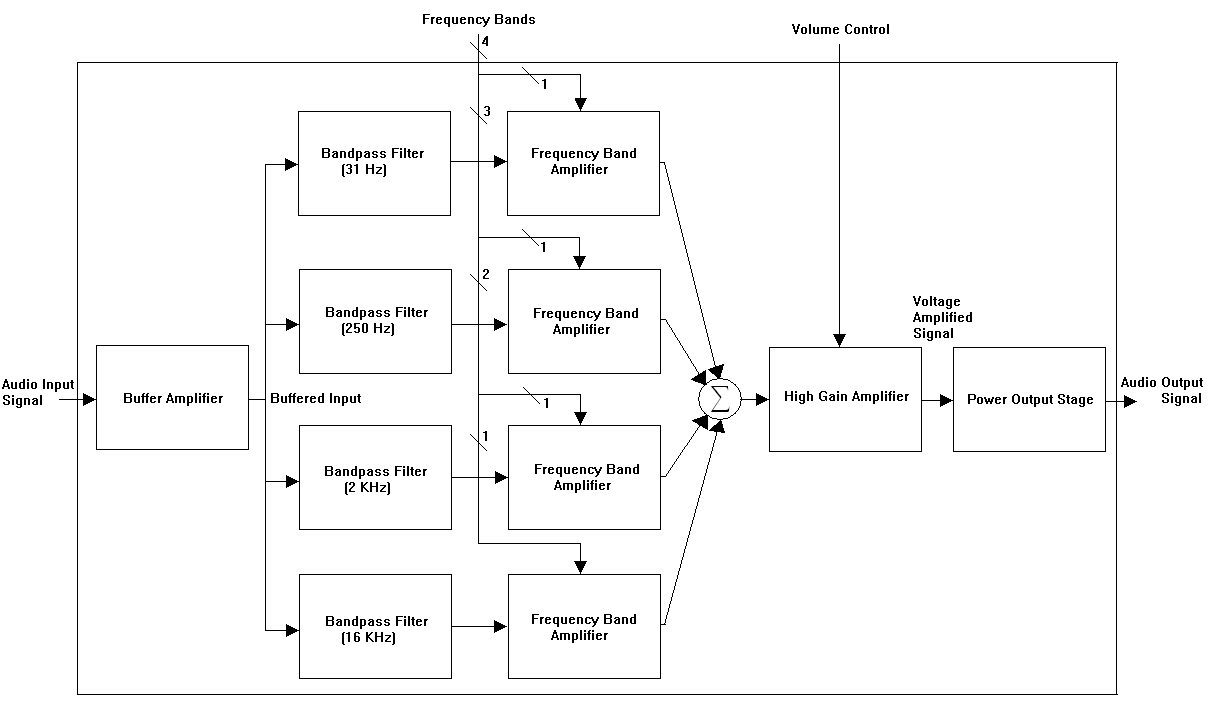 Frequency Bands
4
Volume Control
1
3
Bandpass Filter
(31 Hz)
Frequency Band
Amplifier
1
2
Bandpass Filter
(250 Hz)
Frequency Band
Amplifier
Voltage
Amplified
Signal
Audio Input
Signal
Buffer Amplifier
Buffered Input
1
Σ
High Gain Amplifier
Power Output Stage
Audio Output
Signal
1
Bandpass Filter
(2 KHz)
Frequency Band
Amplifier
Bandpass Filter
(16 KHz)
Frequency Band
Amplifier